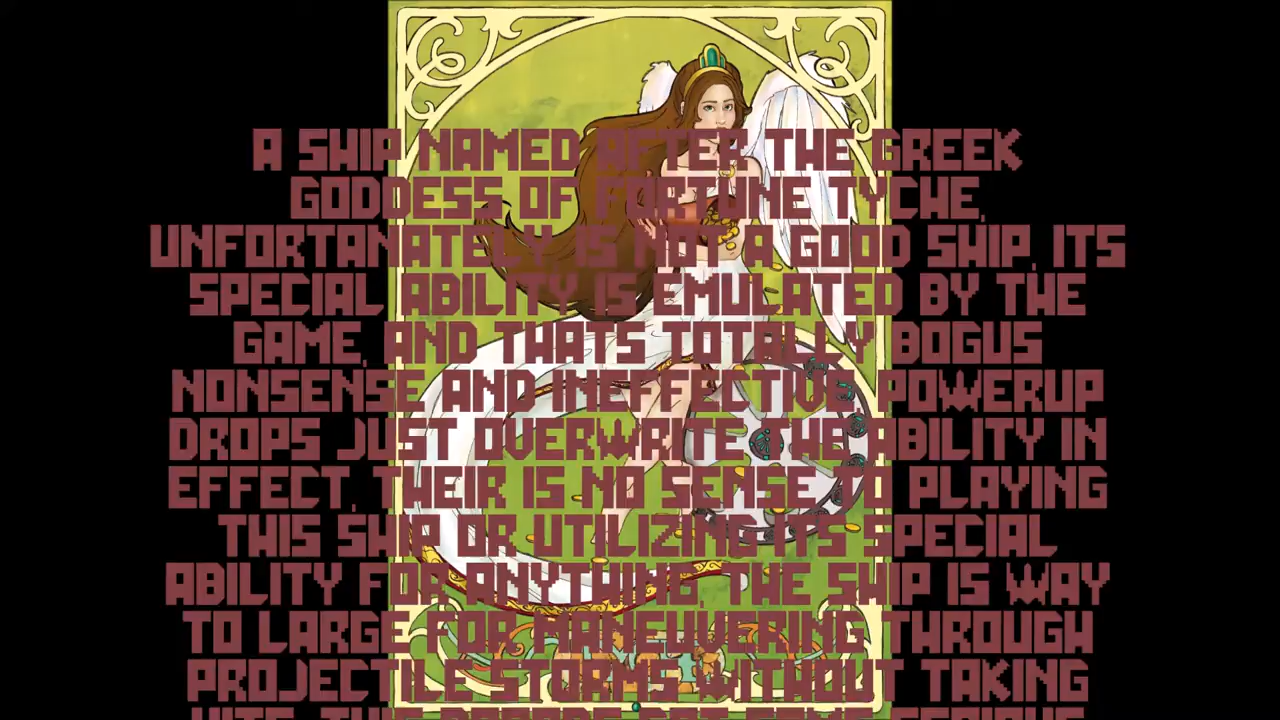 A SHIP NAMED AFTER THE GREEK
GODDESS OF FORTUNE TYCHE,
UNFORTANATELY IS NOT A GOOD SHIP, ITS
SPECIAL ABILITY IS EMULATED BY THE
GAME, AND THATS TOTALLY BOGUS
NONSENSE AND INEFFECTIVE, POWERUP
DROPS JUST OVERWRITE THE ABILITY IN
EFFECT, THEIR IS NO SENSE TO PLAYING
THIS SHIP OR UTILIZING ITS SPECIAL
ABILITY FOR ANYTHING, THE SHIP IS WAY
TO LARGE FOR MANEUVERING THROUGH
PROJECTILE STORMS WITHOUT TAKING